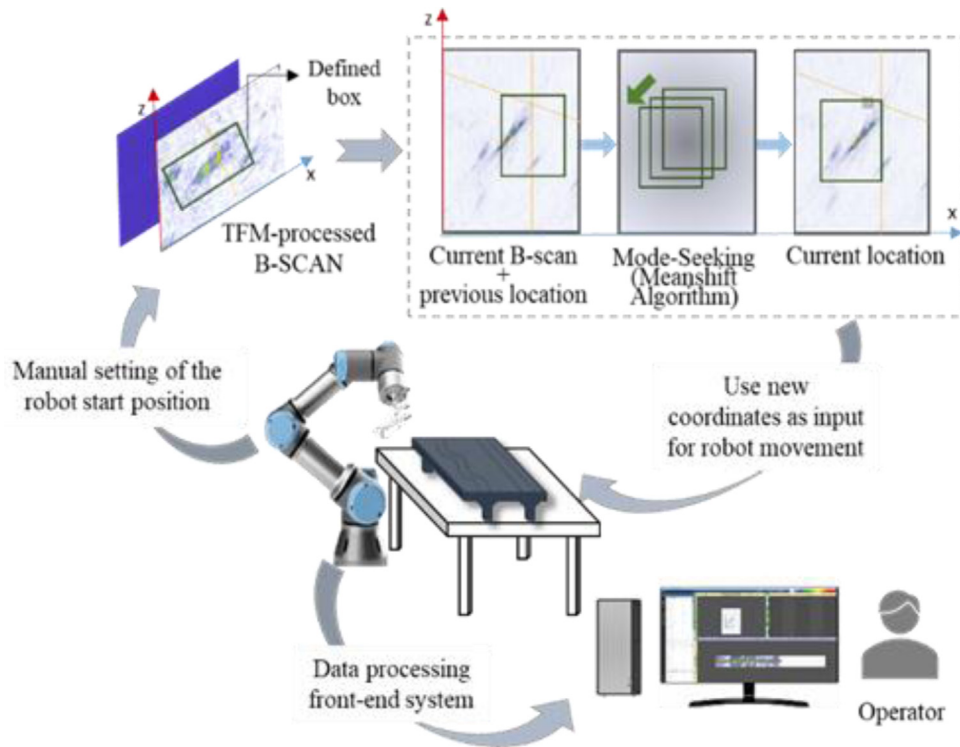 Defined
box
z
x
TFM-processed
B-SCAN
z
x
Current B-scan
+
previous location
Mode-Seeking
(Meanshift
Algorithm)
Current location
Manual setting of the
robot start position
Use new
coordinates as input
for robot movement
Data processing
front-end system
Operator